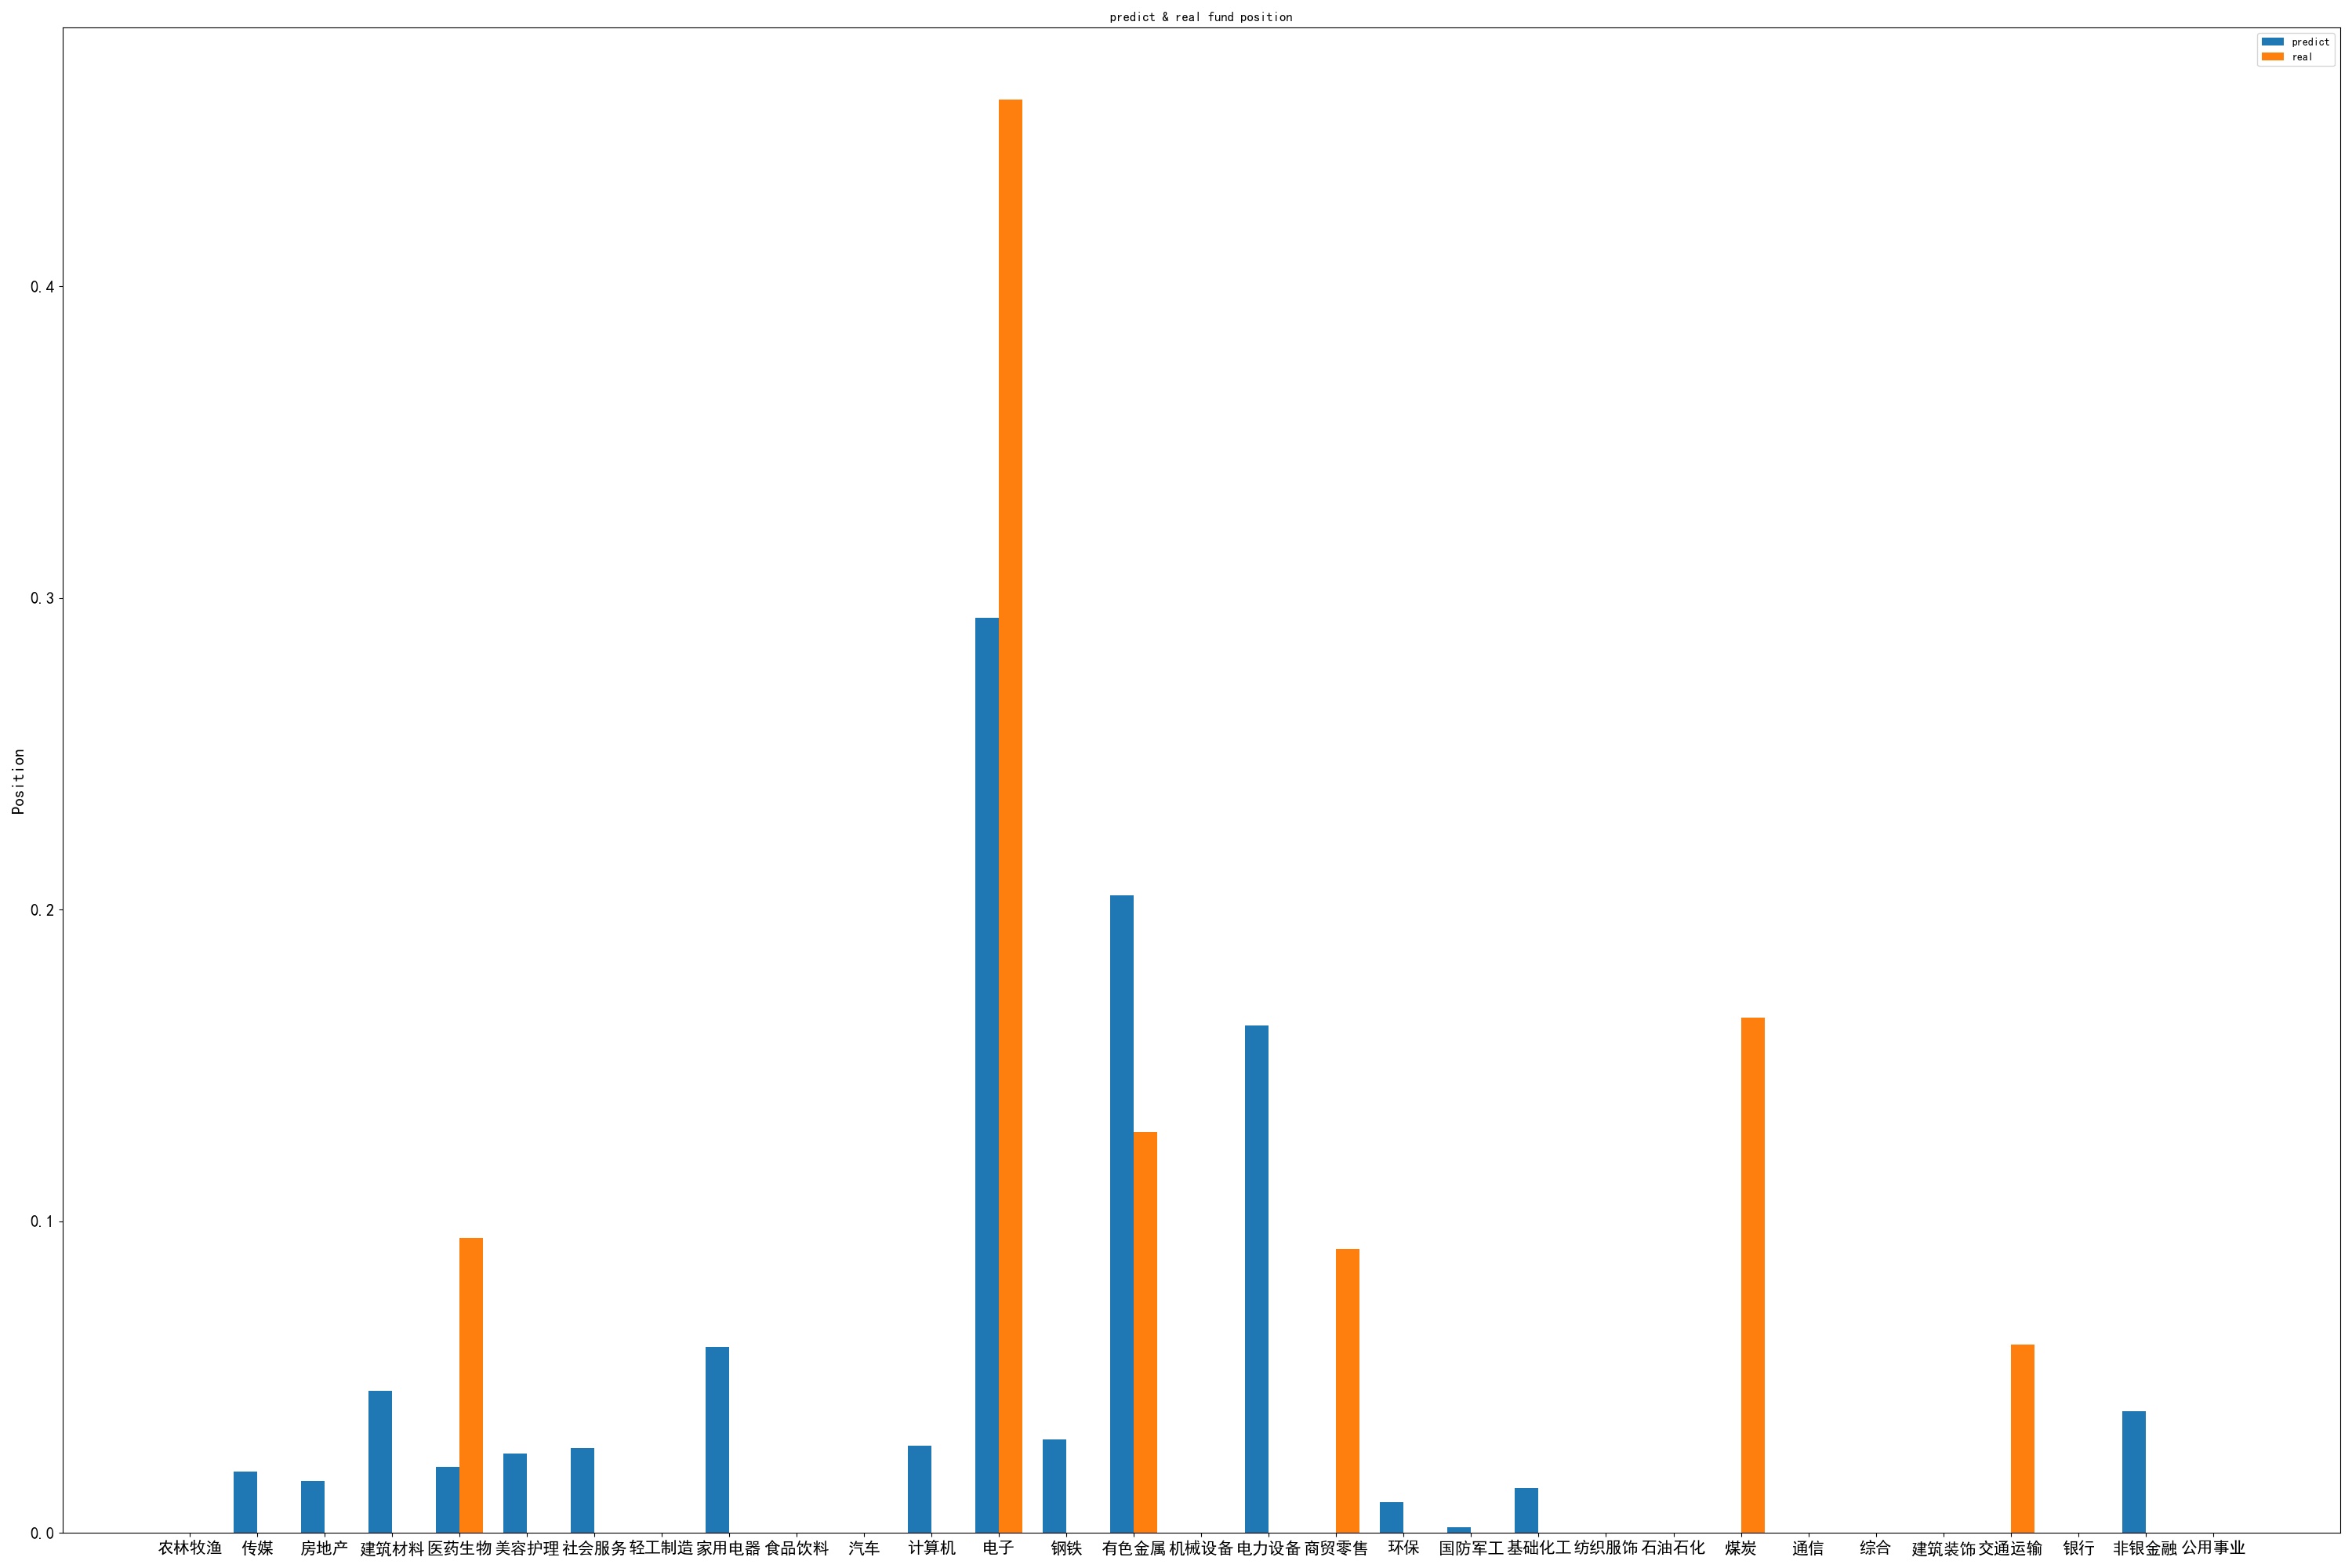 predict & real fund position
predict
real
Position
0.4
0.3
0.2
0.1
0.0
农林牧渔 传媒 房地产 建筑材料 医药生物 美容护理 社会服务 轻工制造 家用电器 食品饮料 汽车 计算机 电子 钢铁 有色金属 机械设备 电力设备 商贸零售 环保 国防军工 基础化工 纺织服饰 石油石化 煤炭 通信 综合 建筑装饰 交通运输 银行 非银金融 公用事业